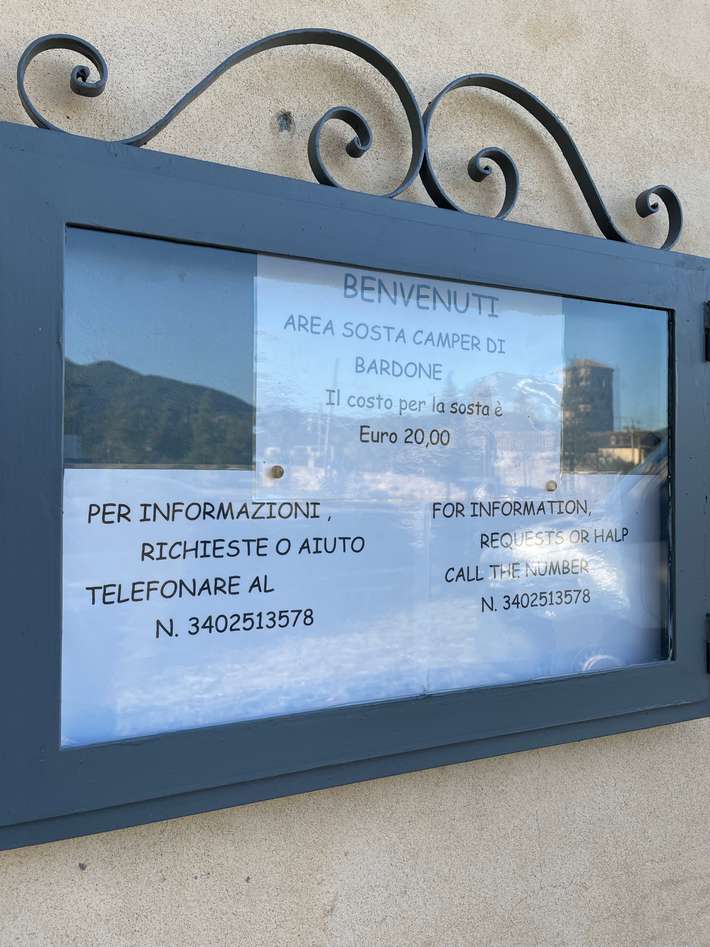 BENVENUTI
AREA SOSTA CAMPER DI
BARDONE
Il costo per la sosta è
Euro 20,00
PER INFORMAZIONI ,
RICHIESTE O AIUTO
TELEFONARE AL
N. 3402513578
FOR INFORMATION,
REQUESTS OR HALP
CALL THE NUMBER
N. 3402513578